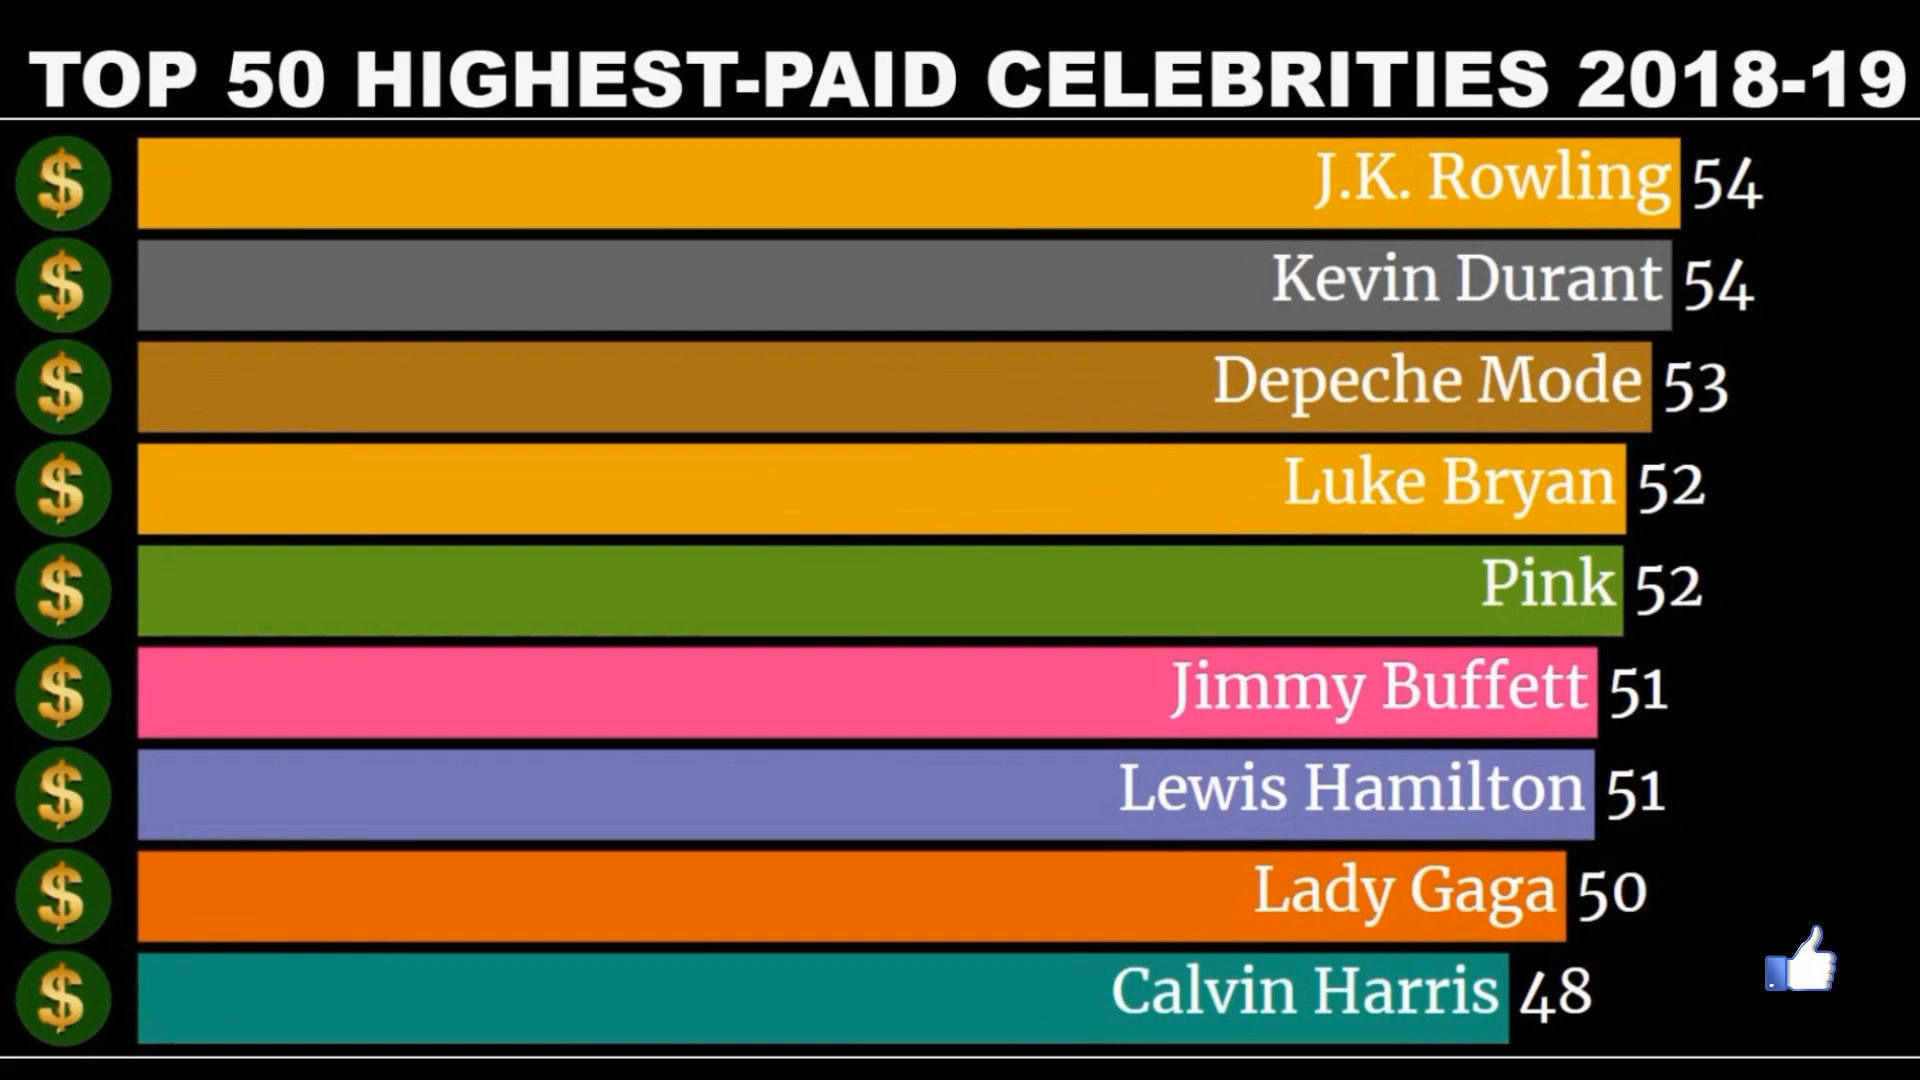 TOP 50 HIGHEST-PAID CELEBRITIES 2018-19
$ J.K. Rowling 54
$ Kevin Durant 54
$ Depeche Mode 53
$ Luke Bryan 52
$ Pink 52
$ Jimmy Buffett 51
$ Lewis Hamilton 51
$ Lady Gaga 50
$ Calvin Harris 48